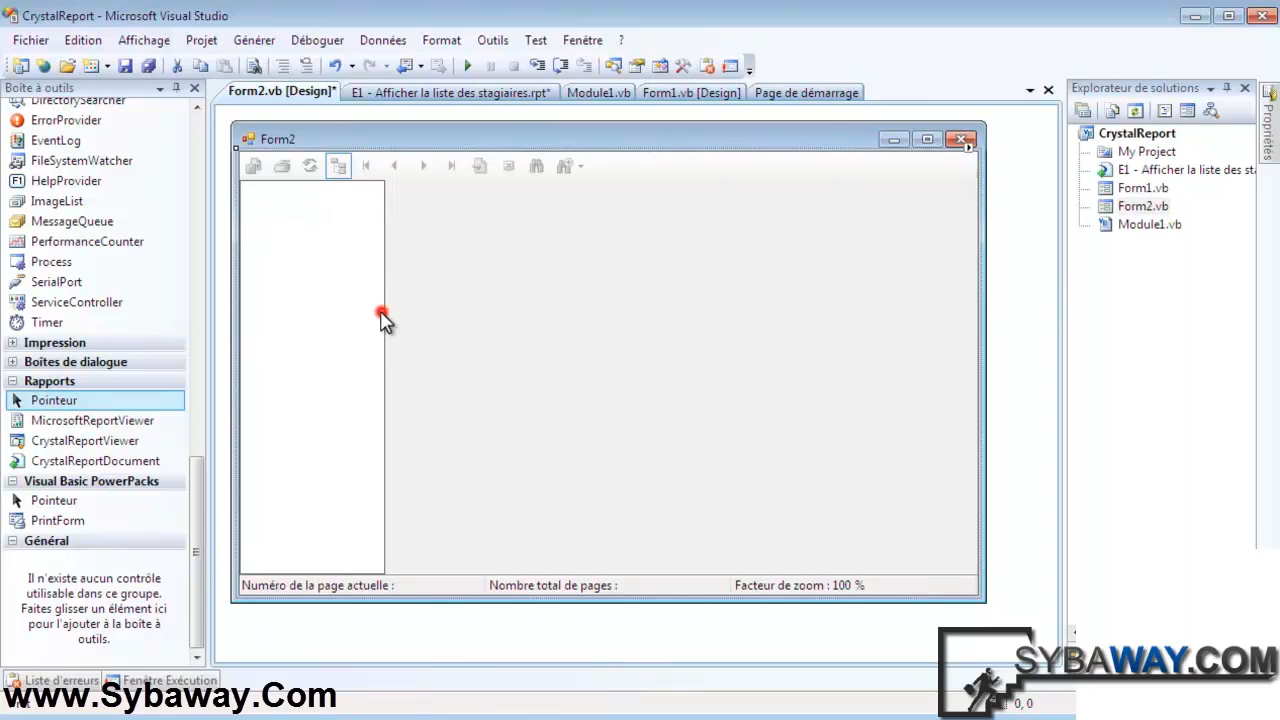 CrystalReport - Microsoft Visual Studio
Fichier Edition Affichage Projet Générer Déboguer Données Format Outils Test Fenêtre ?
Boîte à outils
Form2.vb [Design]* E1 - Afficher la liste des stagiaires.rpt* Module1.vb Form1.vb [Design] Page de démarrage
Explorateur de solutions
Propriétés
DirectorySearcher
ErrorProvider
EventLog
FileSystemWatcher
HelpProvider
ImageList
MessageQueue
PerformanceCounter
Process
SerialPort
ServiceController
Timer
Impression
Boîtes de dialogue
Rapports
Pointeur
MicrosoftReportViewer
CrystalReportViewer
CrystalReportDocument
Visual Basic PowerPacks
Pointeur
PrintForm
Général
Il n'existe aucun contrôle
utilisable dans ce groupe.
Faites glisser un élément ici
pour l'ajouter à la boîte à
outils.
Form2
Numéro de la page actuelle : Nombre total de pages : Facteur de zoom : 100 %
CrystalReport
My Project
E1 - Afficher la liste des sta
Form1.vb
Form2.vb
Module1.vb
Liste d'erreurs Fenêtre Exécution
www.Sybaway.Com
SYBAWAY.COM
0, 0